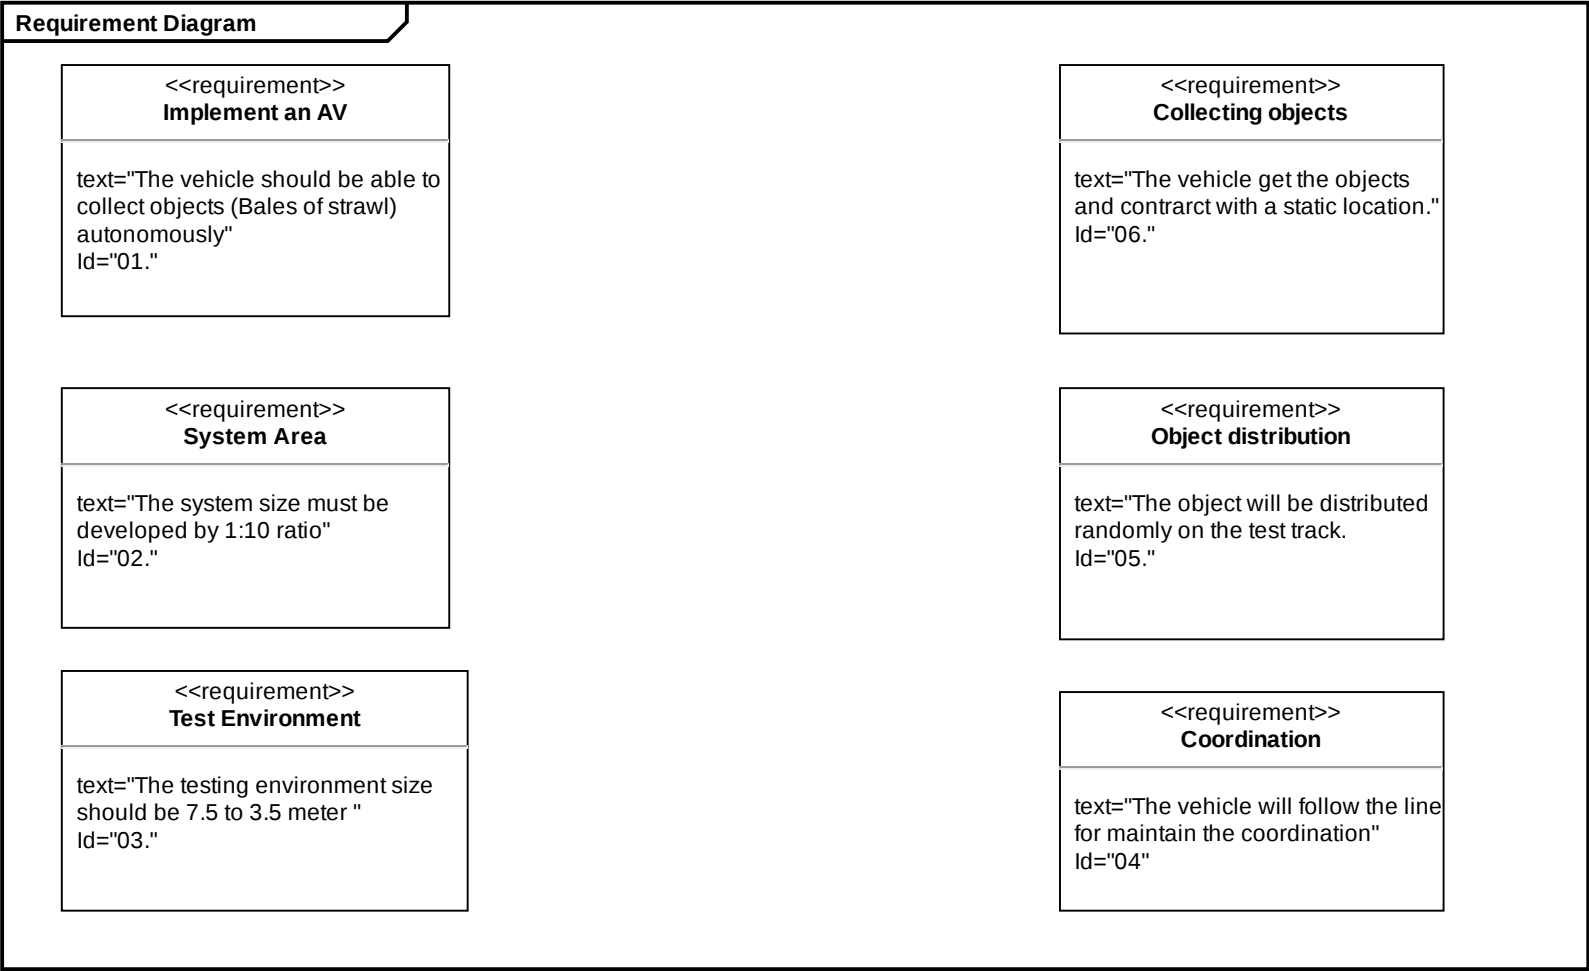 Requirement Diagram
<<requirement>>
Implement an AV
text="The vehicle should be able to
collect objects (Bales of strawl)
autonomously"
Id="01."
<<requirement>>
System Area
text="The system size must be
developed by 1:10 ratio"
Id="02."
<<requirement>>
Test Environment
text="The testing environment size
should be 7.5 to 3.5 meter "
Id="03."
<<requirement>>
Collecting objects
text="The vehicle get the objects
and contrarct with a static location."
Id="06."
<<requirement>>
Object distribution
text="The object will be distributed
randomly on the test track.
Id="05."
<<requirement>>
Coordination
text="The vehicle will follow the line
for maintain the coordination"
Id="04"